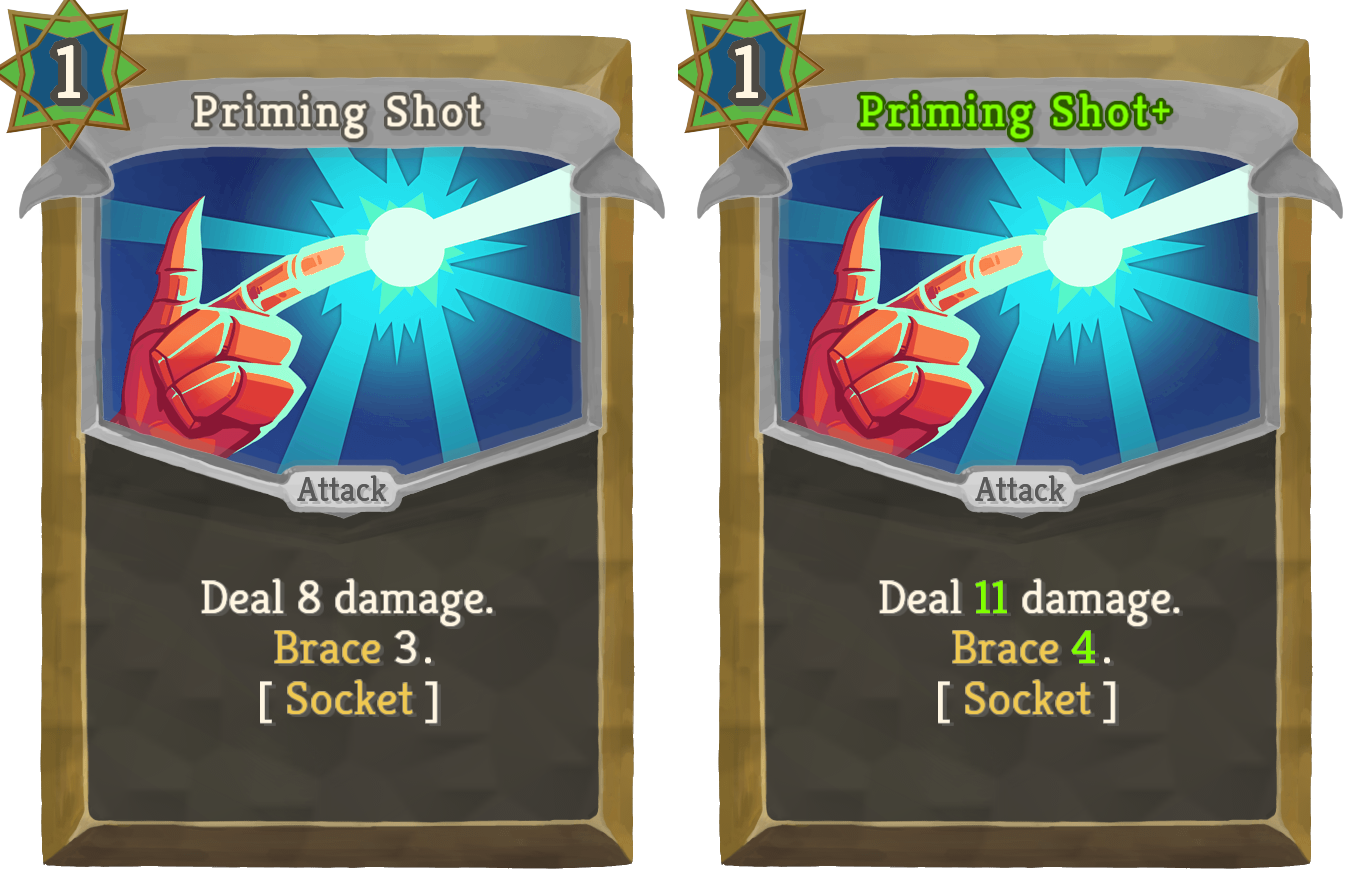 1
Priming Shot
Attack
Deal 8 damage.
Brace 3.
[ Socket ]
1
Priming Shot+
Attack
Deal 11 damage.
Brace 4.
[ Socket ]